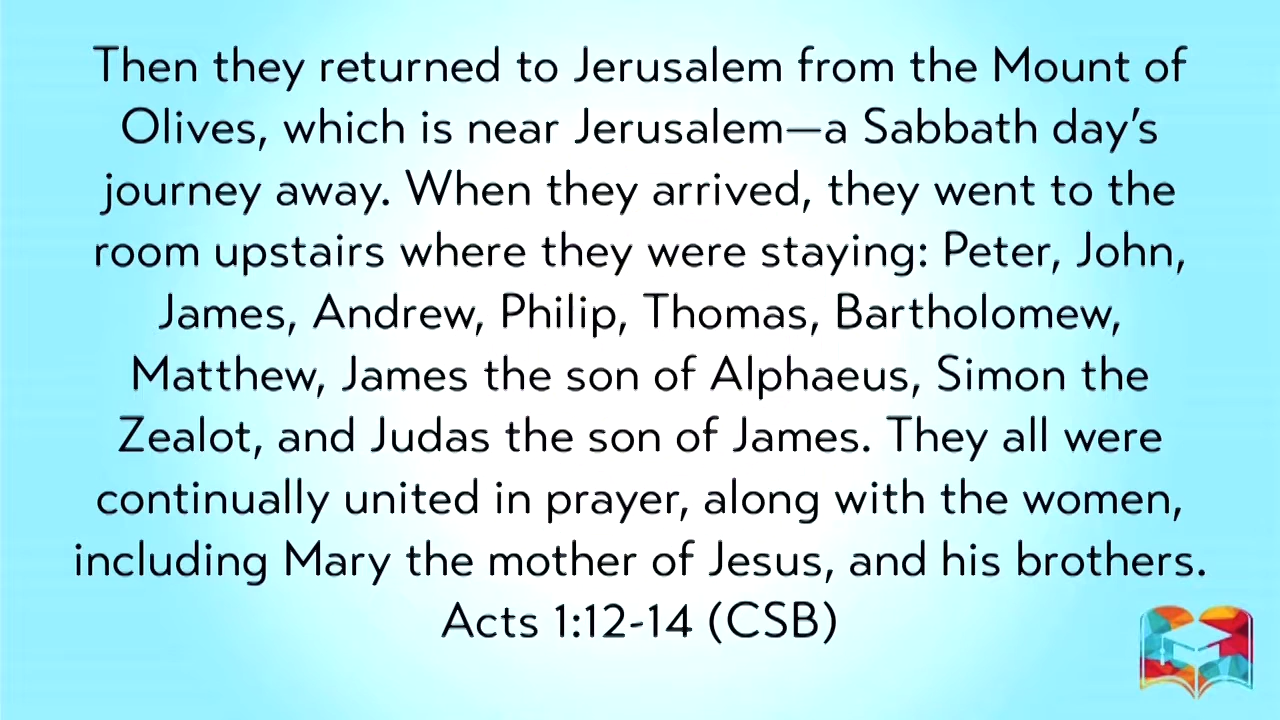 Then they returned to Jerusalem from the Mount of
Olives, which is near Jerusalem—a Sabbath day’s
journey away. When they arrived, they went to the
room upstairs where they were staying: Peter, John,
James, Andrew, Philip, Thomas, Bartholomew,
Matthew, James the son of Alphaeus, Simon the
Zealot, and Judas the son of James. They all were
continually united in prayer, along with the women,
including Mary the mother of Jesus, and his brothers.
Acts 1:12-14 (CSB)